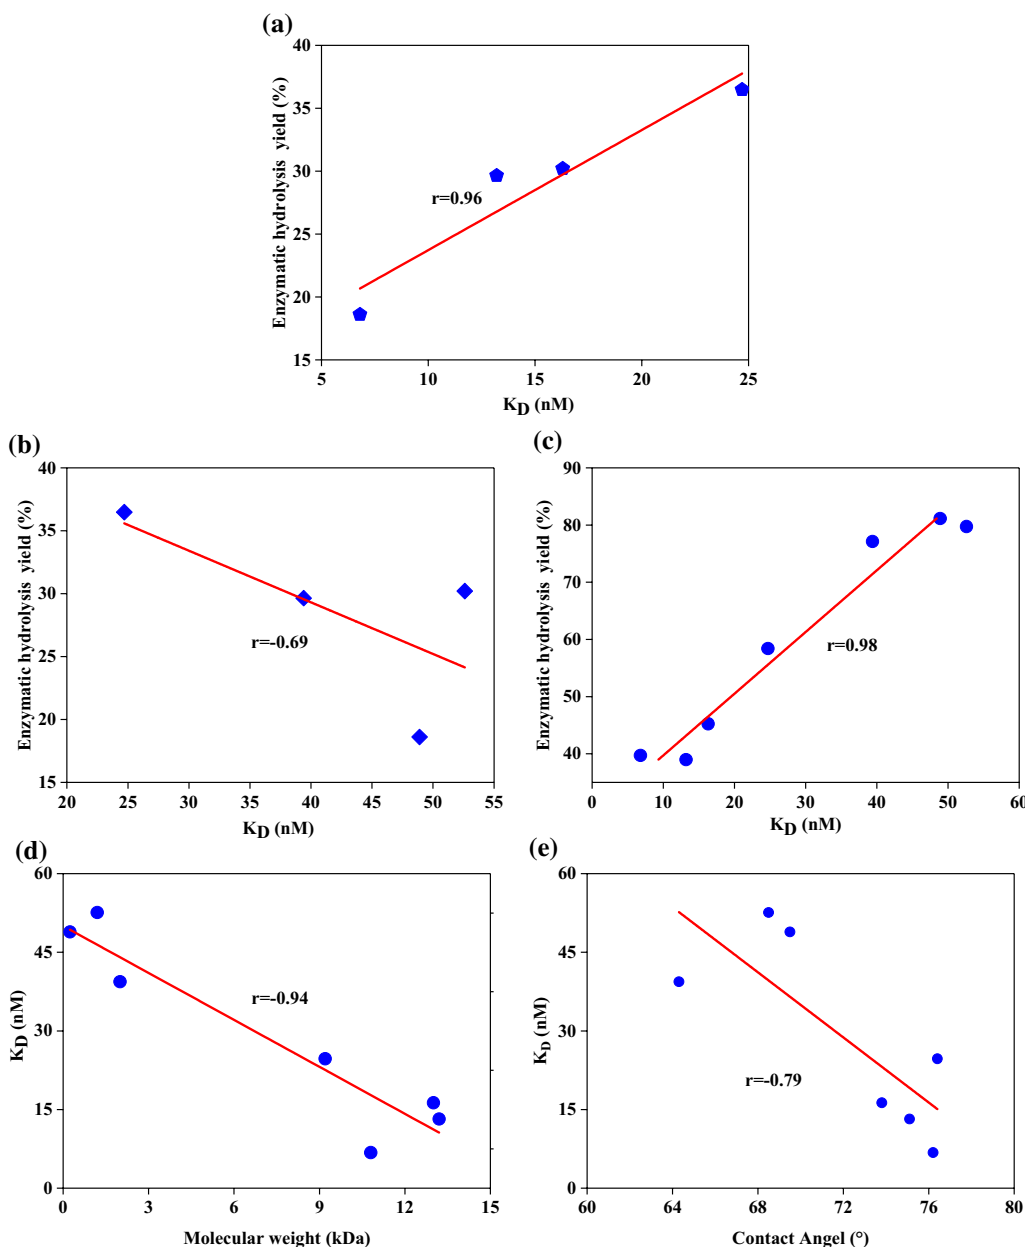 (a)
40
35
30
25
20
15
Enzymatic hydrolysis yield (%)
r=0.96
5 10 15 20 25
KD (nM)
(b)
40
35
30
25
20
15
Enzymatic hydrolysis yield (%)
r=-0.69
20 25 30 35 40 45 50 55
KD (nM)
(c)
90
80
70
60
50
40
Enzymatic hydrolysis yield (%)
r=0.98
0 10 20 30 40 50 60
KD (nM)
(d)
60
45
30
15
0
KD (nM)
r=-0.94
0 3 6 9 12 15
Molecular weight (kDa)
(e)
60
45
30
15
0
KD (nM)
r=-0.79
60 64 68 72 76 80
Contact Angel (°)